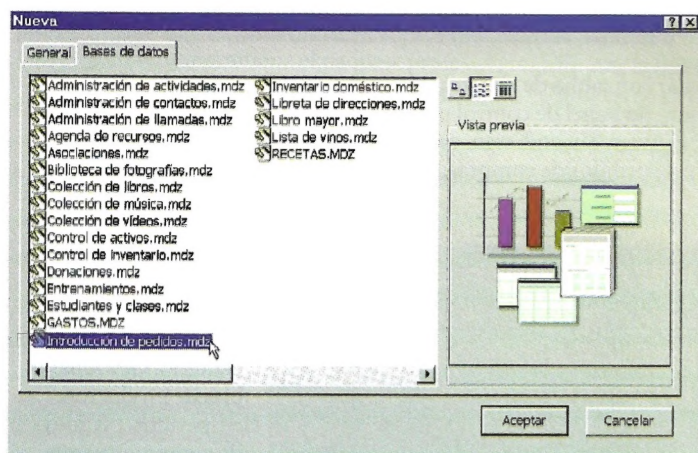 Nueva
General Bases de datos
Administración de actividades.mdz
Administración de contactos.mdz
Administración de llamadas.mdz
Agenda de recursos.mdz
Asociaciones.mdz
Biblioteca de fotografías.mdz
Colección de libros.mdz
Colección de música.mdz
Colección de vídeos.mdz
Control de activos.mdz
Control de inventario.mdz
Donaciones.mdz
Entrenamientos.mdz
Estudiantes y clases.mdz
GASTOS.MDZ
Introducción de pedidos.mdz
Inventario doméstico.mdz
Libreta de direcciones.mdz
Libro mayor.mdz
Lista de vinos.mdz
RECETAS.MDZ
Vista previa
Aceptar Cancelar